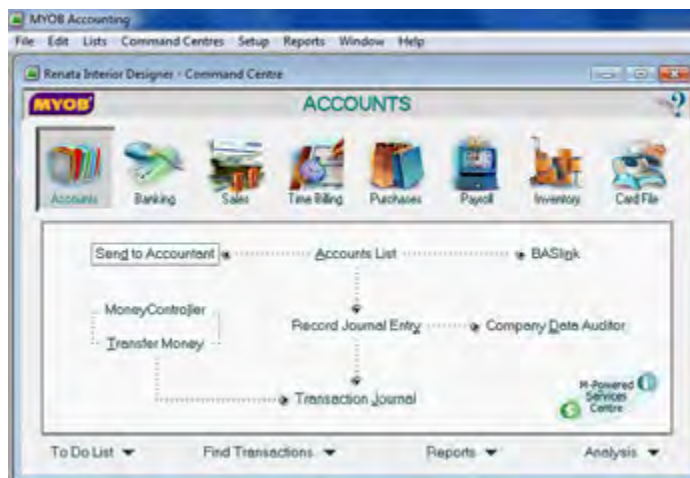 MYOB Accounting
File Edit Lists Command Centres Setup Reports Window Help
Renata Interior Designer - Command Centre
MYOB ACCOUNTS
Accounts Banking Sales Time Billing Purchases Payroll Inventory Card File
Send to Accountant Accounts List BASlink
MoneyController
Record Journal Entry Company Data Auditor
Transfer Money
M-Powered
Services
Centre
Transaction Journal
To Do List Find Transactions Reports Analysis